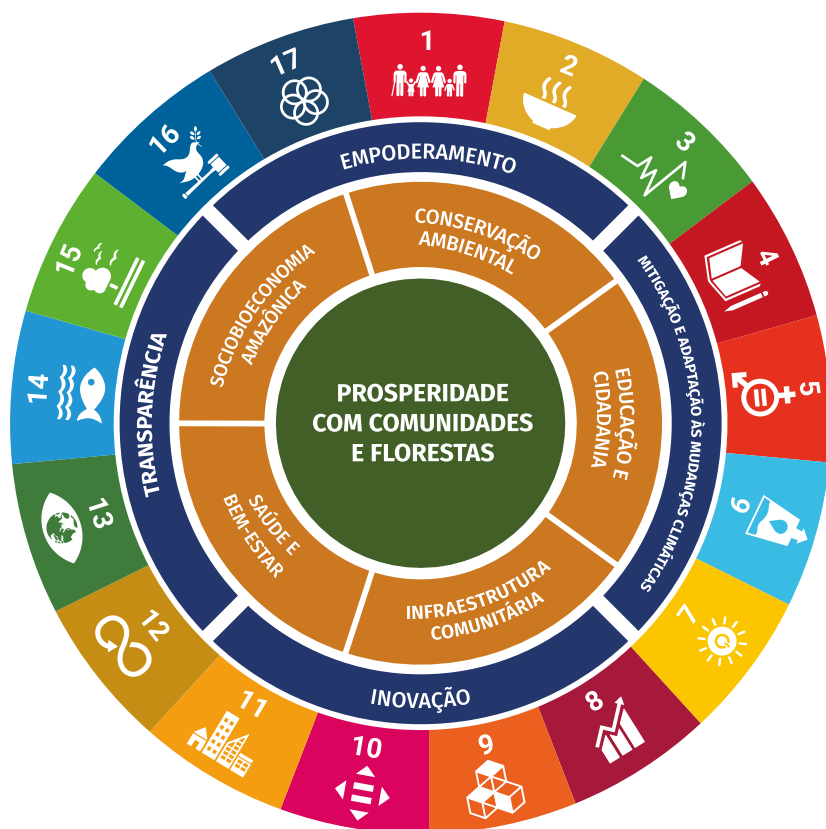 1
2
3
4
5
6
7
8
9
10
11
12
13
14
15
16
17
EMPODERAMENTO
MITIGAÇÃO E ADAPTAÇÃO ÀS MUDANÇAS CLIMÁTICAS
INOVAÇÃO
TRANSPARÊNCIA
CONSERVAÇÃO
AMBIENTAL
EDUCAÇÃO E
CIDADANIA
INFRAESTRUTURA
COMUNITÁRIA
SAÚDE E
BEM-ESTAR
SOCIOBIOECONOMIA
AMAZÔNICA
PROSPERIDADE
COM COMUNIDADES
E FLORESTAS